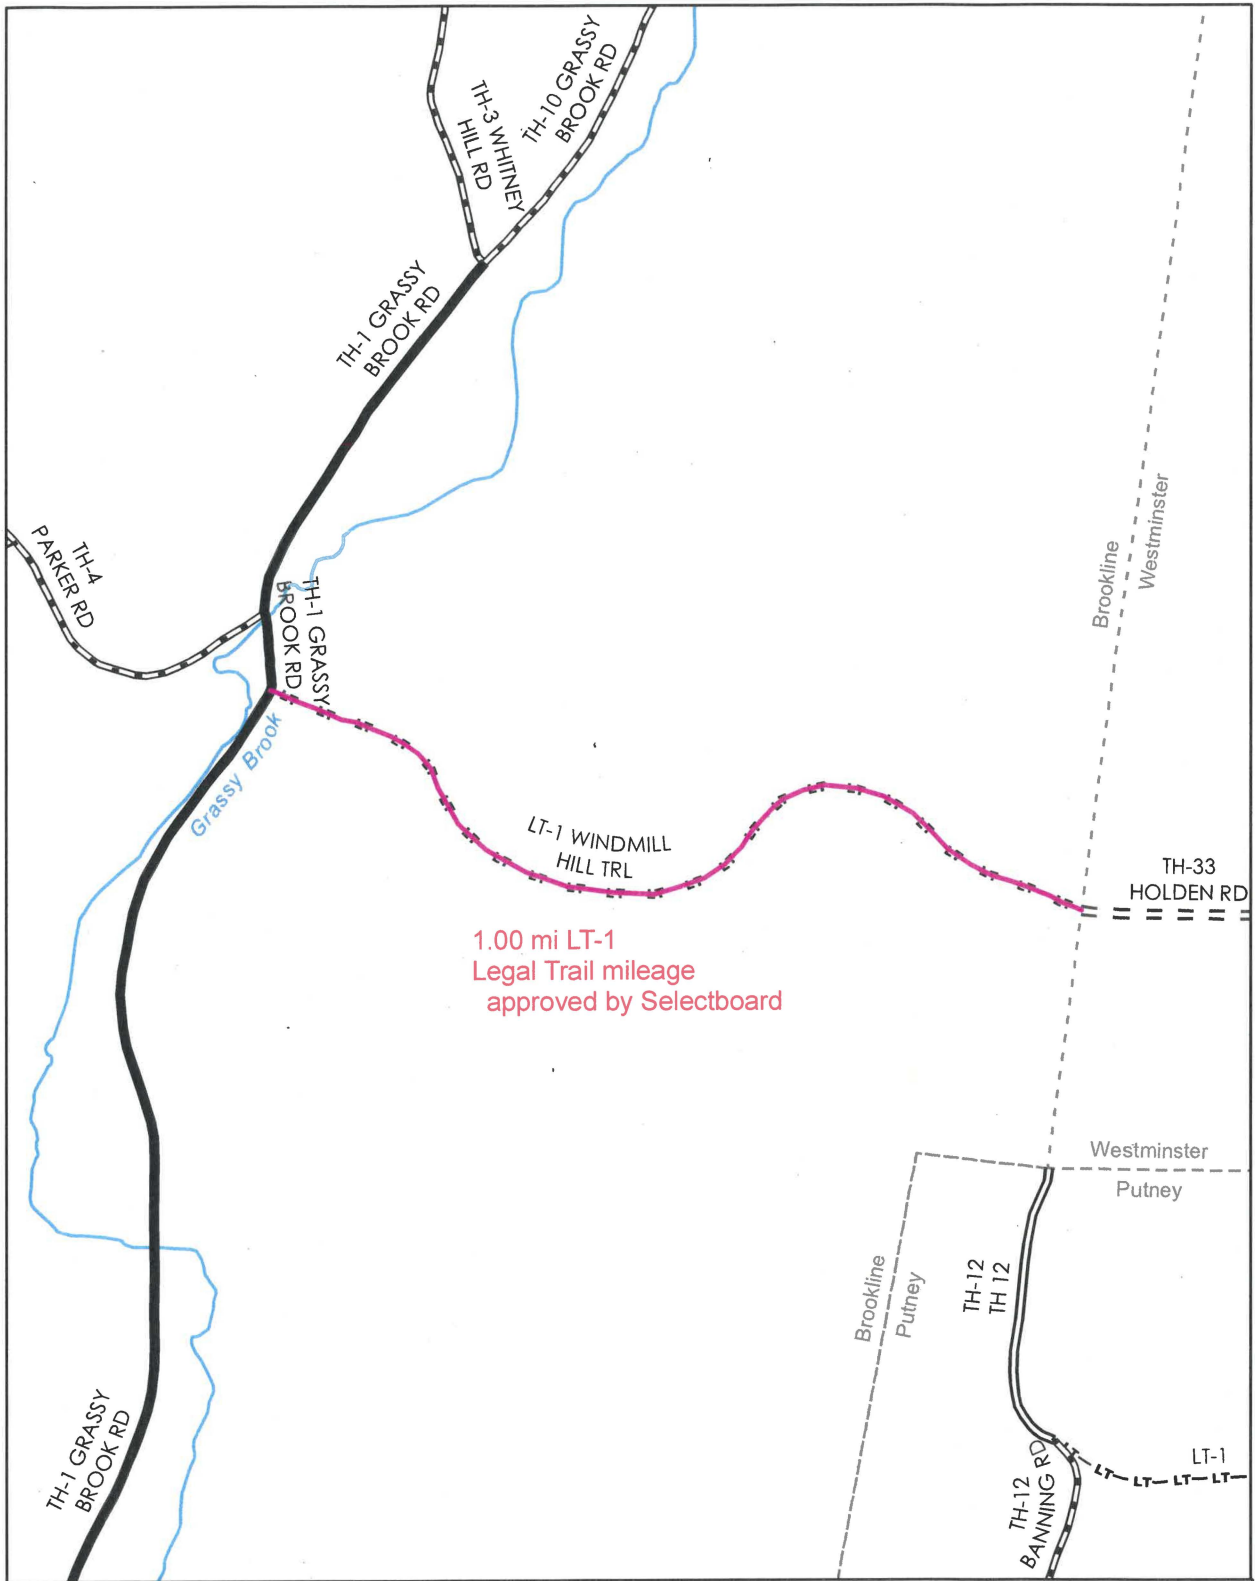 TH-3 WHITNEY
HILL RD
TH-10 GRASSY
BROOK RD
TH-1 GRASSY
BROOK RD
TH-4
PARKER RD
TH-1 GRASSY
BROOK RD
Brookline
Westminster
Grassy Brook
LT-1 WINDMILL
HILL TRL
TH-33
HOLDEN RD
1.00 mi LT-1
Legal Trail mileage
approved by Selectboard
Westminster
Putney
Brookline
Putney
TH-12
TH 12
TH-1 GRASSY
BROOK RD
TH-12
BANNING RD
LT-1
LT LT LT LT LT